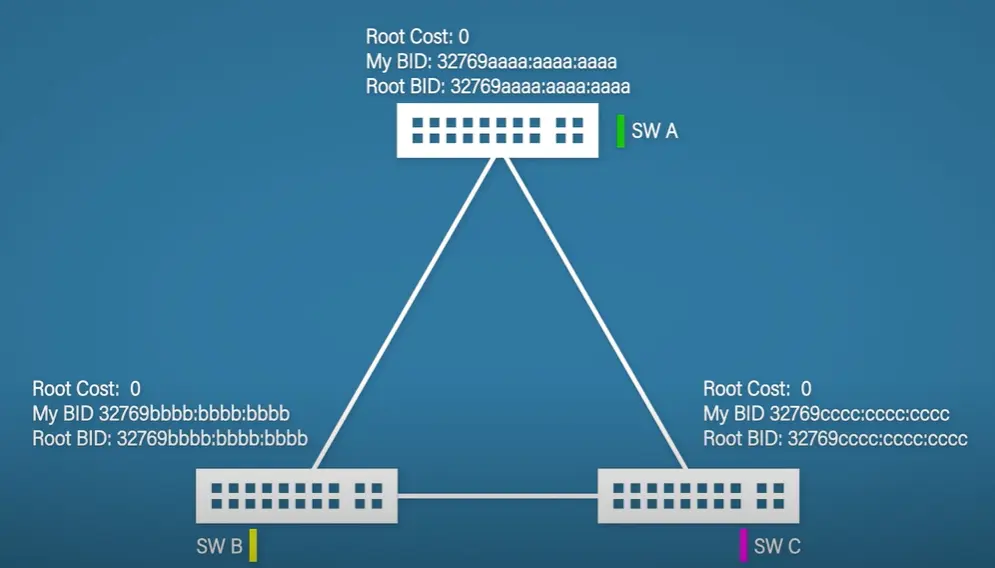 Root Cost: 0
My BID: 32769aaaa:aaaa:aaaa
Root BID: 32769aaaa:aaaa:aaaa
SW A
Root Cost: 0
My BID 32769bbbb:bbbb:bbbb
Root BID: 32769bbbb:bbbb:bbbb
SW B
Root Cost: 0
My BID 32769cccc:cccc:cccc
Root BID: 32769cccc:cccc:cccc
SW C